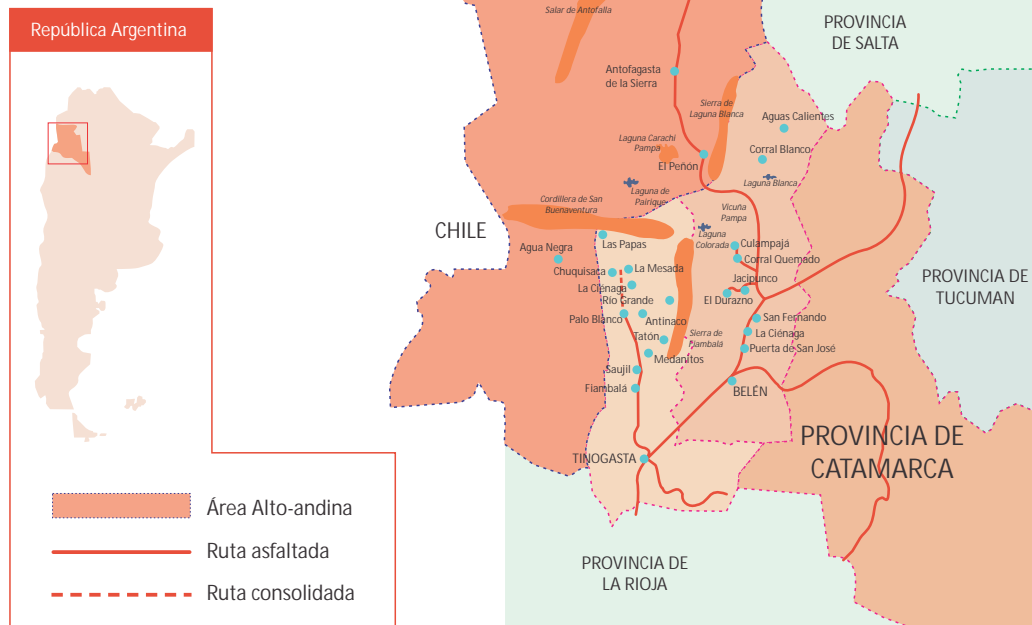 República Argentina
Área Alto-andina
Ruta asfaltada
Ruta consolidada
Salar de Antofalla
PROVINCIA
DE SALTA
Antofagasta
de la Sierra
Sierra de
Laguna Blanca
Aguas Calientes
Laguna Carachi
Pampa
Corral Blanco
El Peñón
Laguna Blanca
Laguna de
Pairique
Cordillera de San
Buenaventura
Vicuña
Pampa
CHILE
Laguna
Colorada
Las Papas
Culampajá
Agua Negra
Corral Quemado
Chuquisaca
La Mesada
Jacipunco
PROVINCIA DE
TUCUMAN
La Ciénaga
Río Grande
El Durazno
Palo Blanco
Antinaco
San Fernando
Tatón
Sierra de
Fiambalá
La Ciénaga
Medanitos
Puerta de San José
Saujil
Fiambalá
BELÉN
PROVINCIA DE
CATAMARCA
TINOGASTA
PROVINCIA DE
LA RIOJA